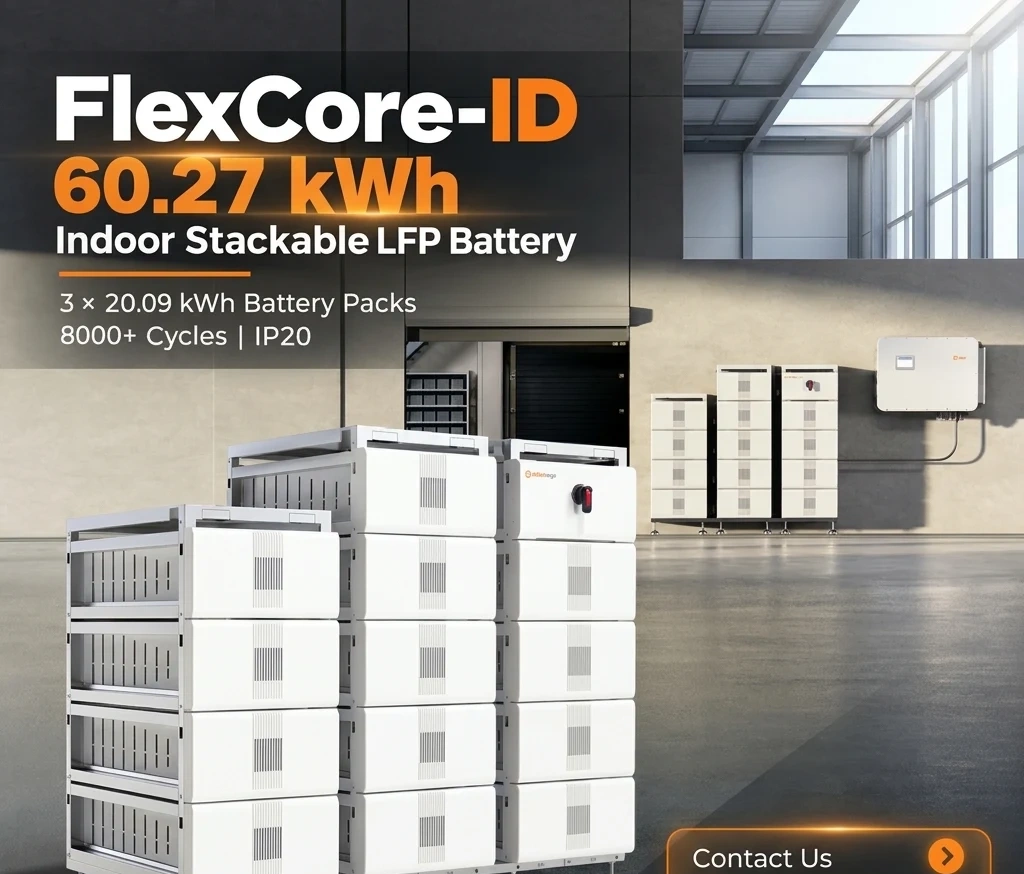 FlexCore-ID
60.27 kWh
Indoor Stackable LFP Battery
3 × 20.09 kWh Battery Packs
8000+ Cycles | IP20
Contact Us